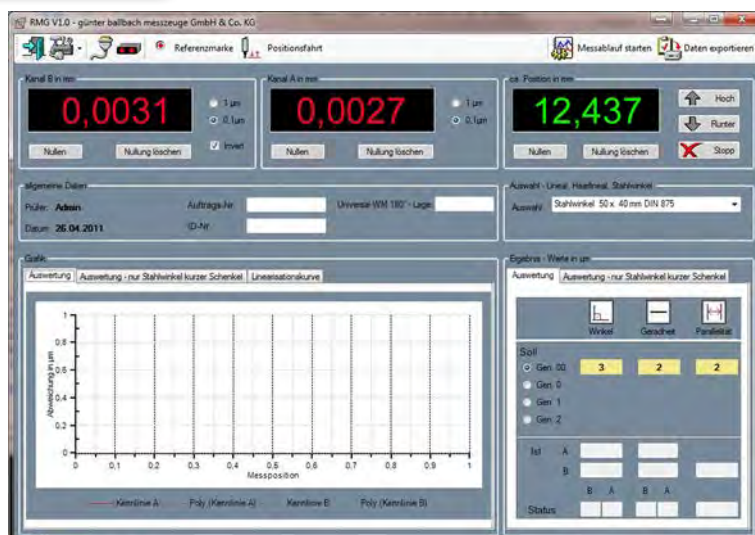 RMG V1.0 - günter ballbach messzeuge GmbH & Co. KG
Referenzmarke
Positionsfahrt
Messablauf starten
Daten exportieren
Kanal B in mm
0,0031
1 µm
0,1µm
Nullen
Nullung löschen
Invert
Kanal A in mm
0,0027
1 µm
0,1µm
Nullen
Nullung löschen
ca. Position in mm
12,437
Hoch
Runter
Stopp
Nullen
Nullung löschen
allgemeine Daten
Prüfer: Admin
Auftrags-Nr.
Universal-WM 180° - Lage:
Datum: 26.04.2011
ID-Nr.
Auswahl - Lineal, Haarlineal, Stahlwinkel
Auswahl: Stahlwinkel 50 x 40 mm DIN 875
Grafik
Auswertung
Auswertung - nur Stahlwinkel kurzer Schenkel
Linearisationskurve
Abweichung in µm
1
0,8
0,6
0,4
0,2
0
0 0,1 0,2 0,3 0,4 0,5 0,6 0,7 0,8 0,9 1
Messposition
Kennlinie A Poly (Kennlinie A) Kennlinie B Poly (Kennlinie B)
Ergebnis - Werte in µm
Auswertung
Auswertung - nur Stahlwinkel kurzer Schenkel
Winkel Geradheit Parallelität
Soll
Gen. 00 3 2 2
Gen. 0
Gen. 1
Gen. 2
Ist A
B
B A B A
Status